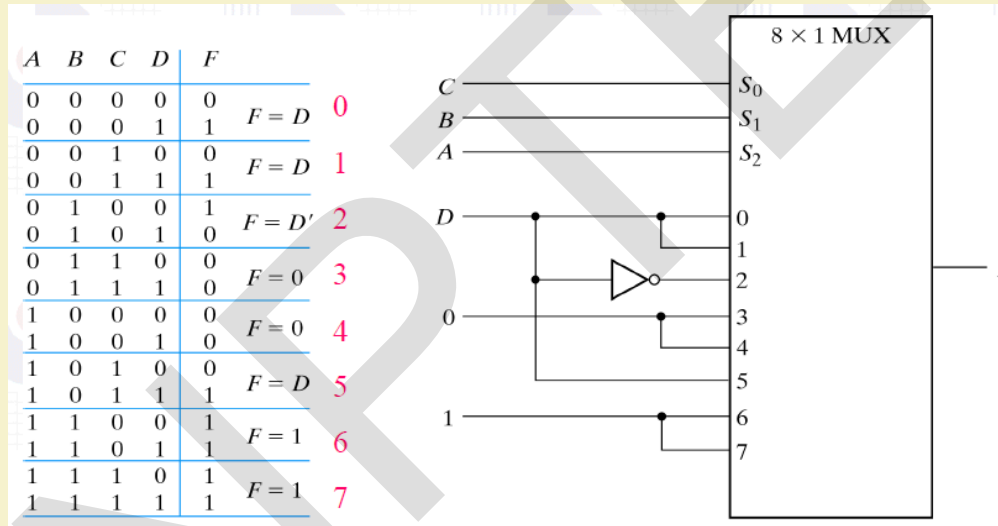 A B C D F
0 0 0 0 0
0 0 0 1 1
F = D 0
0 0 1 0 0
0 0 1 1 1
F = D 1
0 1 0 0 1
0 1 0 1 0
F = D' 2
0 1 1 0 0
0 1 1 1 0
F = 0 3
1 0 0 0 0
1 0 0 1 0
F = 0 4
1 0 1 0 0
1 0 1 1 1
F = D 5
1 1 0 0 1
1 1 0 1 1
F = 1 6
1 1 1 0 1
1 1 1 1 1
F = 1 7
8 × 1 MUX
C S₀
B S₁
A S₂
D 0
1
2
0 3
4
5
1 6
7